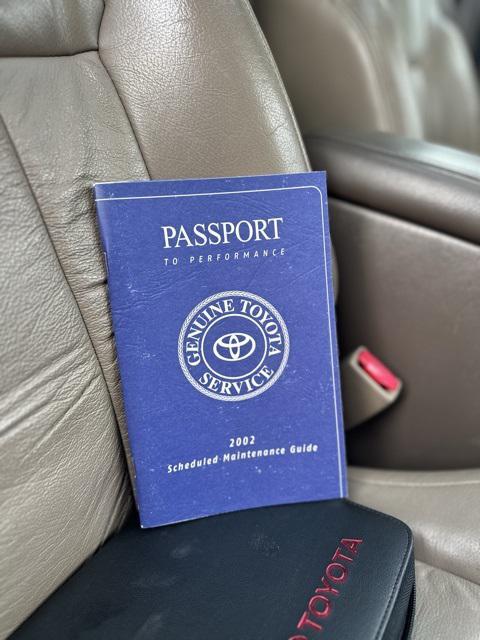 PASSPORT
TO PERFORMANCE
GENUINE TOYOTA
SERVICE
2002
Scheduled Maintenance Guide
TOYOTA